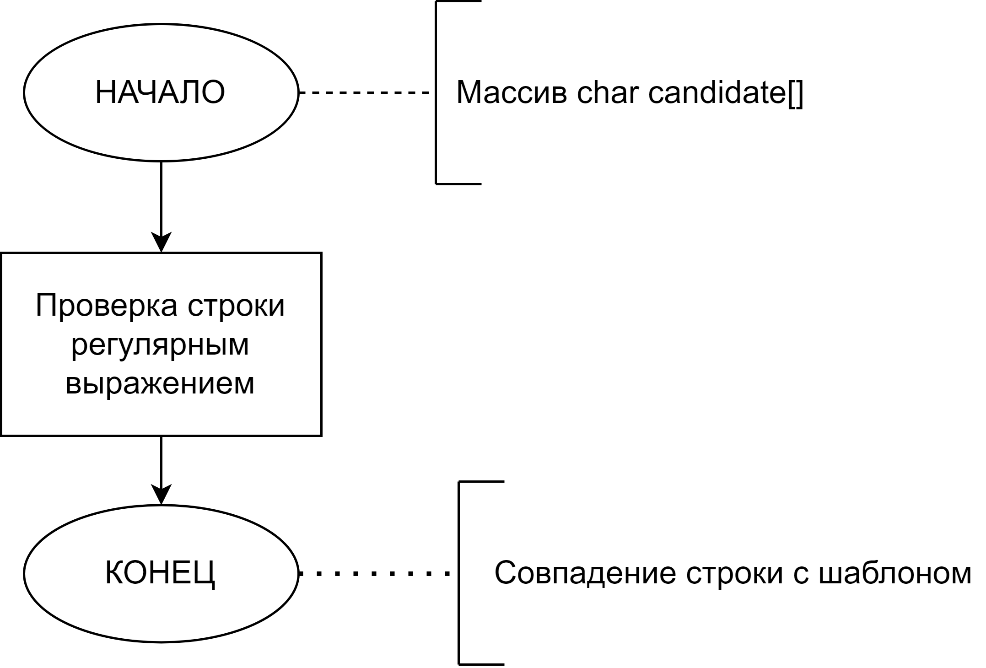 НАЧАЛО
Массив char candidate[]
Проверка строки
регулярным
выражением
КОНЕЦ
Совпадение строки с шаблоном